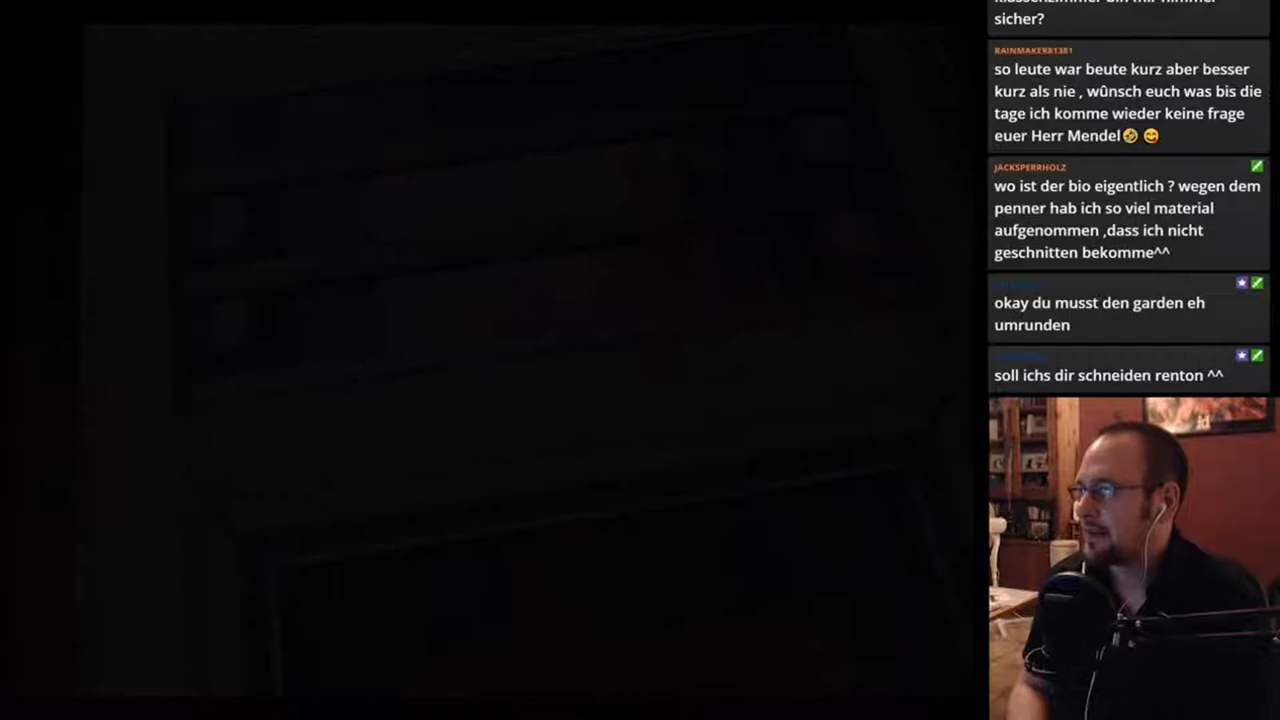 sicher?
RAINMAKER81381
so leute war beute kurz aber besser
kurz als nie , wûnsch euch was bis die
tage ich komme wieder keine frage
euer Herr Mendel🤣 😋
JACKSPERRHOLZ
wo ist der bio eigentlich ? wegen dem
penner hab ich so viel material
aufgenommen ,dass ich nicht
geschnitten bekomme^^
okay du musst den garden eh
umrunden
soll ichs dir schneiden renton ^^